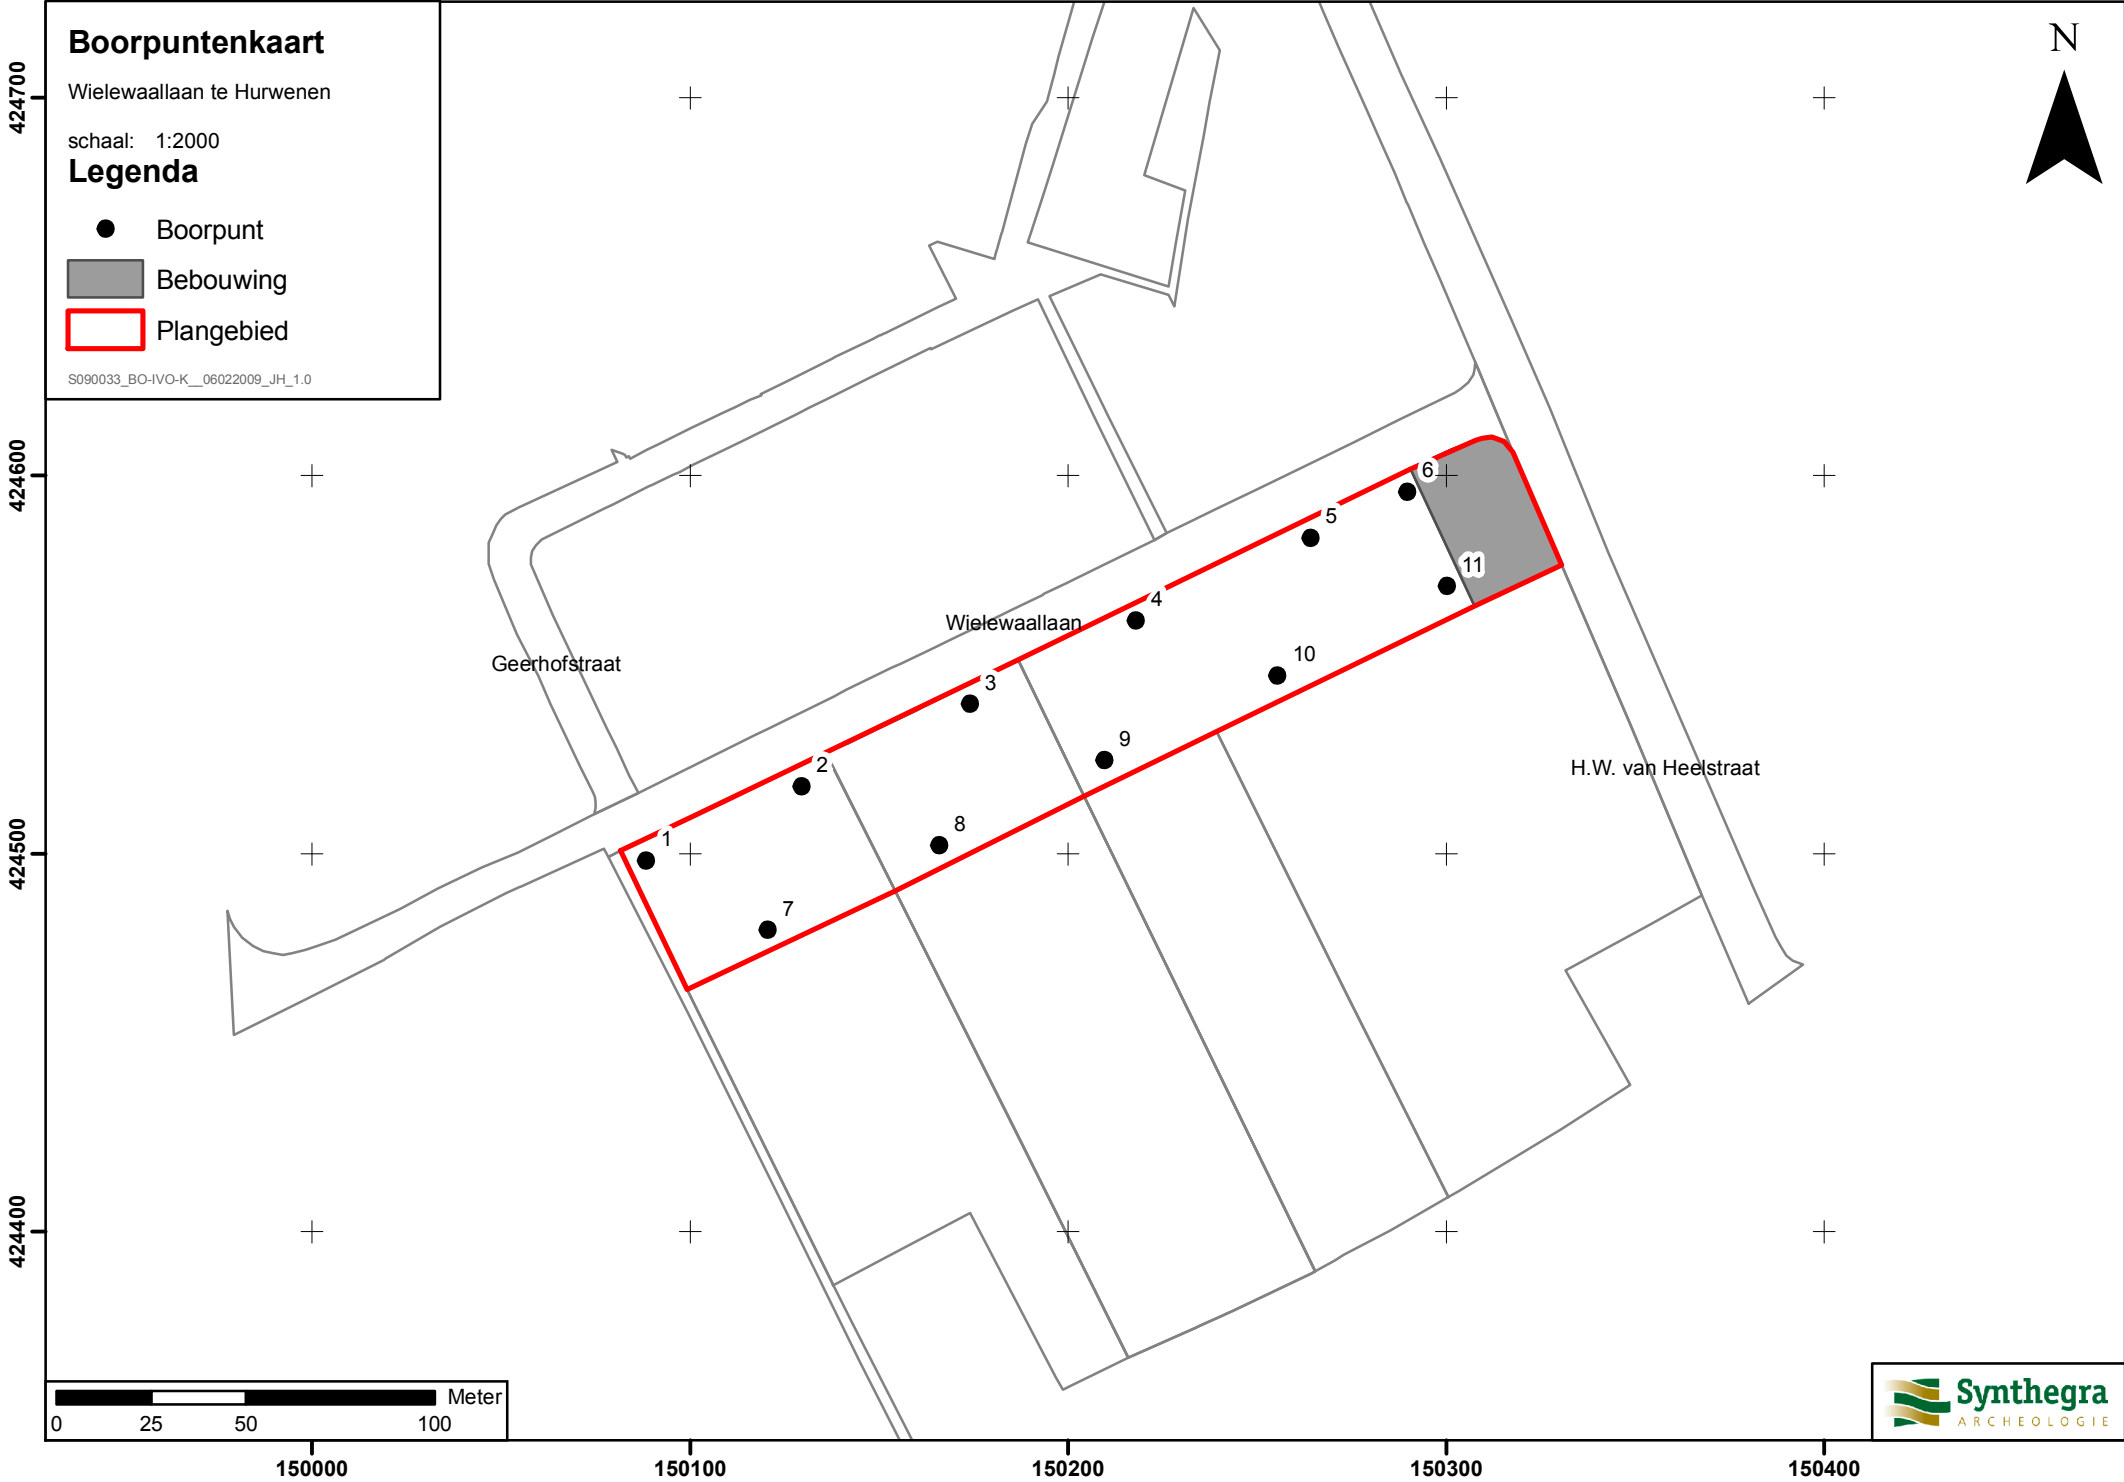 Boorpuntenkaart
Wielewaallaan te Hurwenen
schaal: 1:2000
Legenda
Boorpunt
Bebouwing
Plangebied
S090033_BO-IVO-K__06022009_JH_1.0
N
424700
424600
424500
424400
6
5
11
4
Wielewaallaan
Geerhofstraat
10
3
9
H.W. van Heelstraat
2
8
1
7
Meter
0 25 50 100
Synthegra
ARCHEOLOGIE
150000 150100 150200 150300 150400